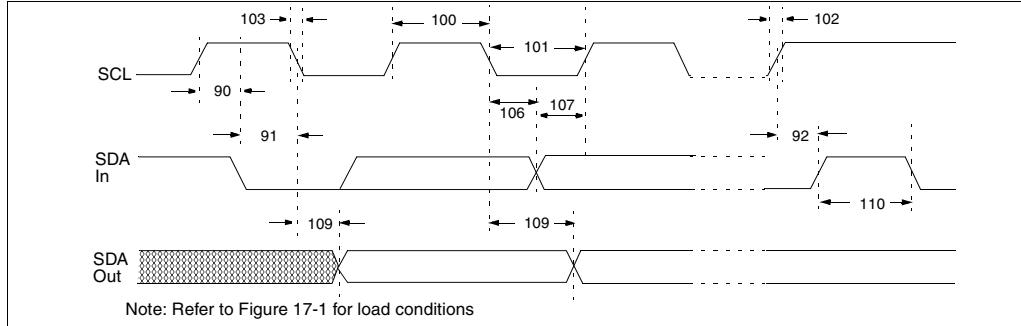 103
100
102
101
SCL
90
106
107
91
92
SDA
In
110
109
109
SDA
Out
Note: Refer to Figure 17-1 for load conditions